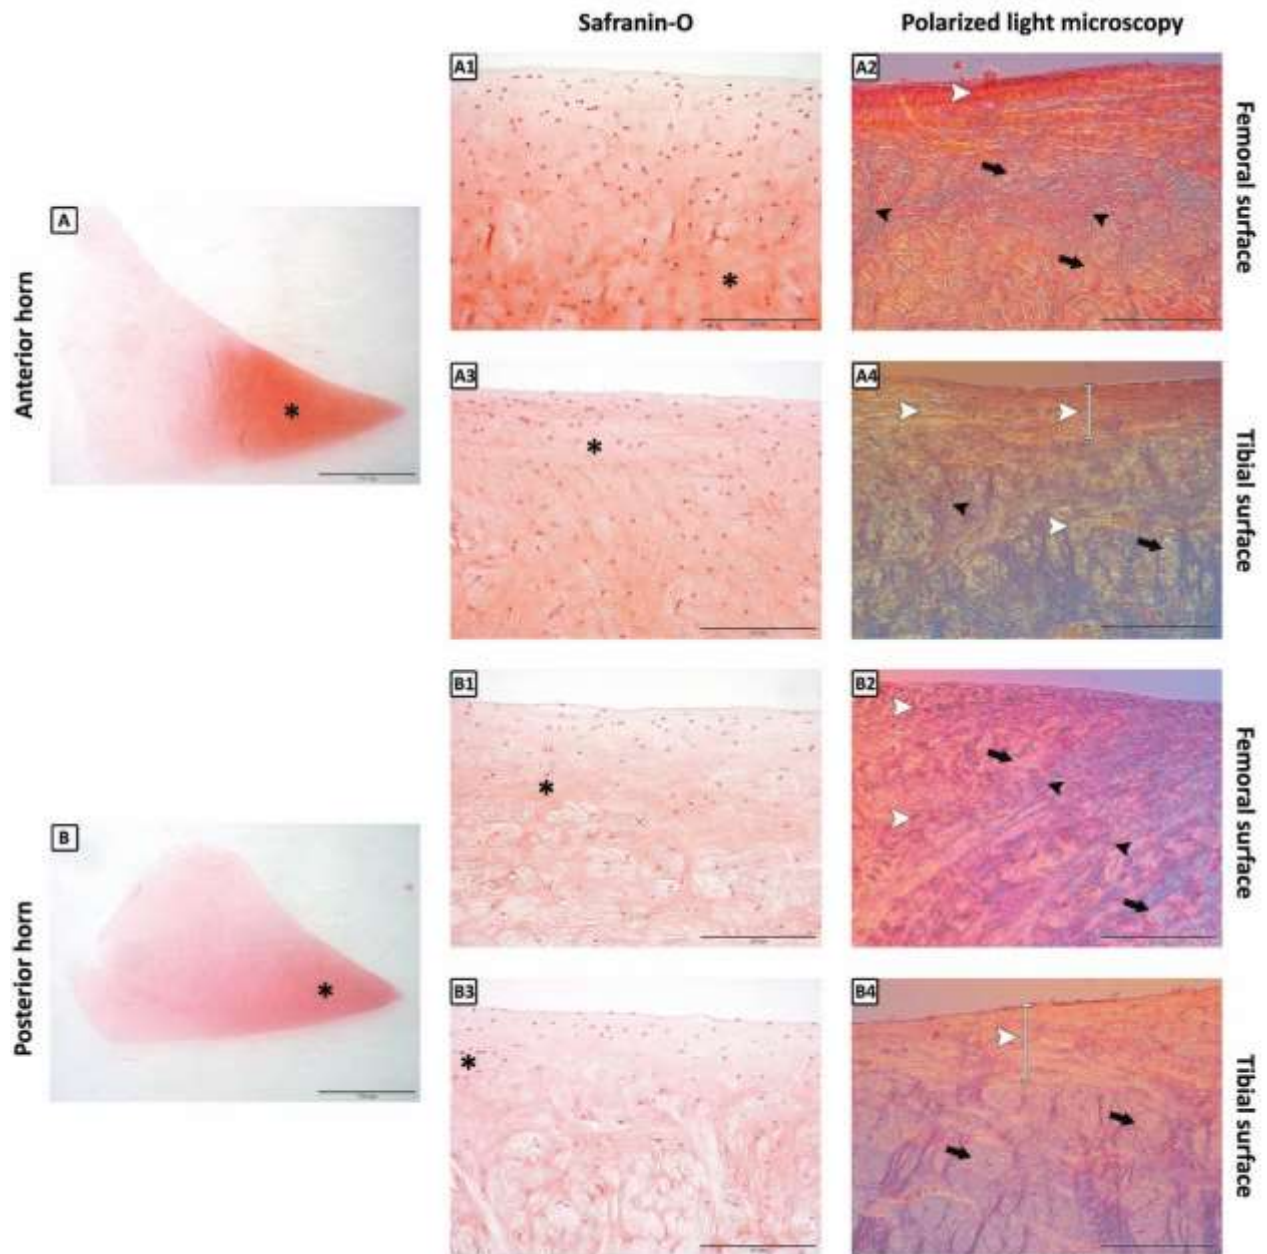 Safranin-O
Polarized light microscopy
A1
A2
Femoral surface
A
Anterior horn
*
*
A3
A4
Tibial surface
*
B1
B2
Femoral surface
*
B
Posterior horn
*
B3
B4
Tibial surface
*